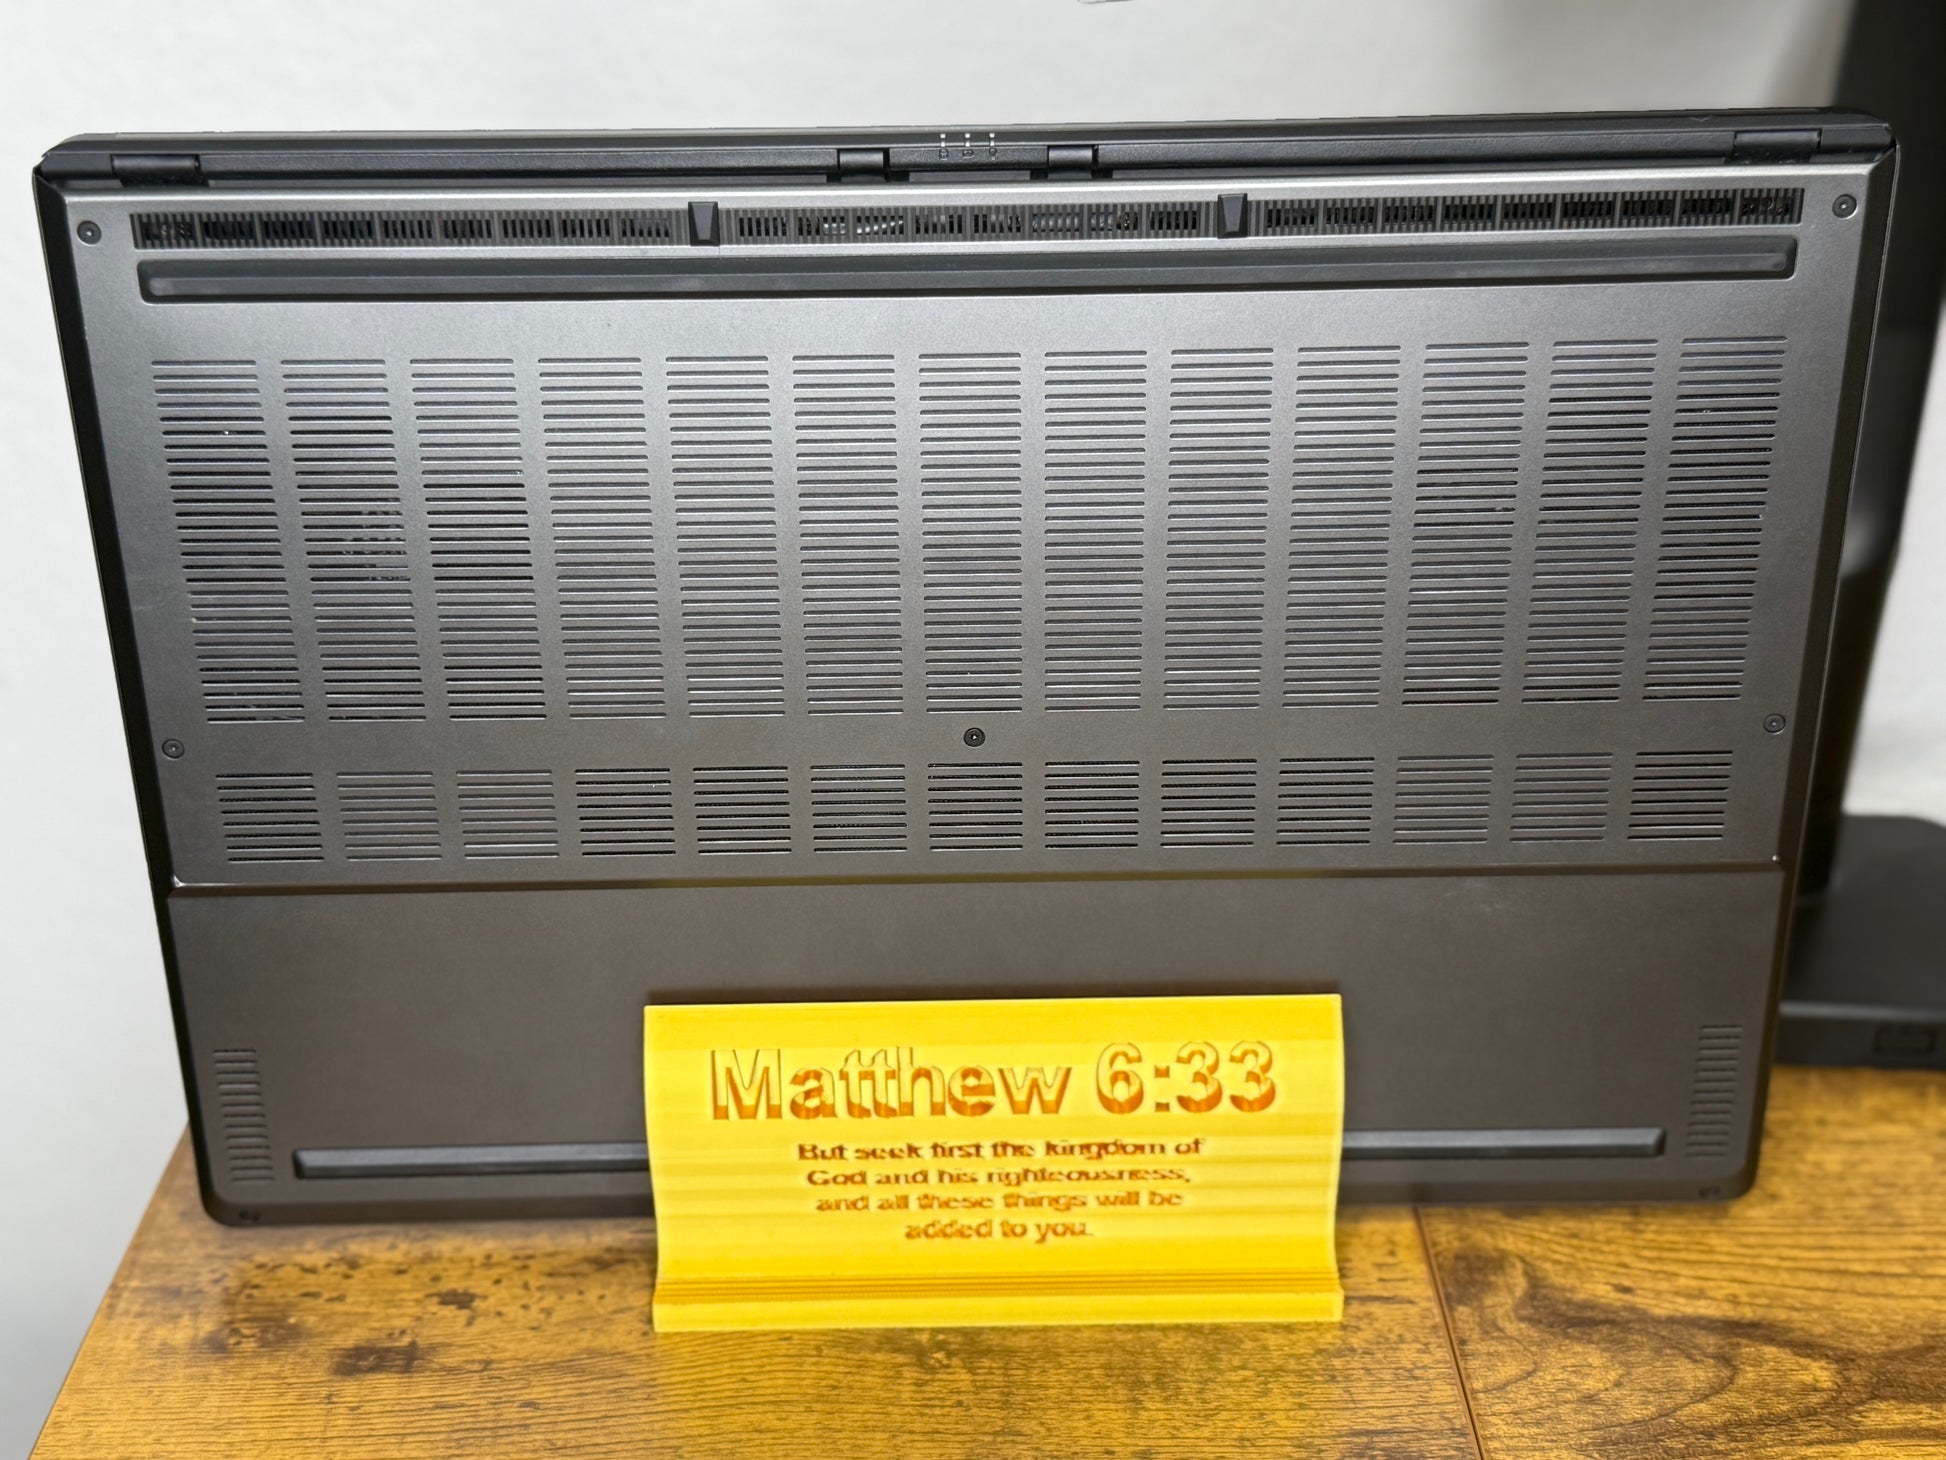 Matthew 6:33
But seek first the kingdom of
God and his righteousness,
and all these things will be
added to you.